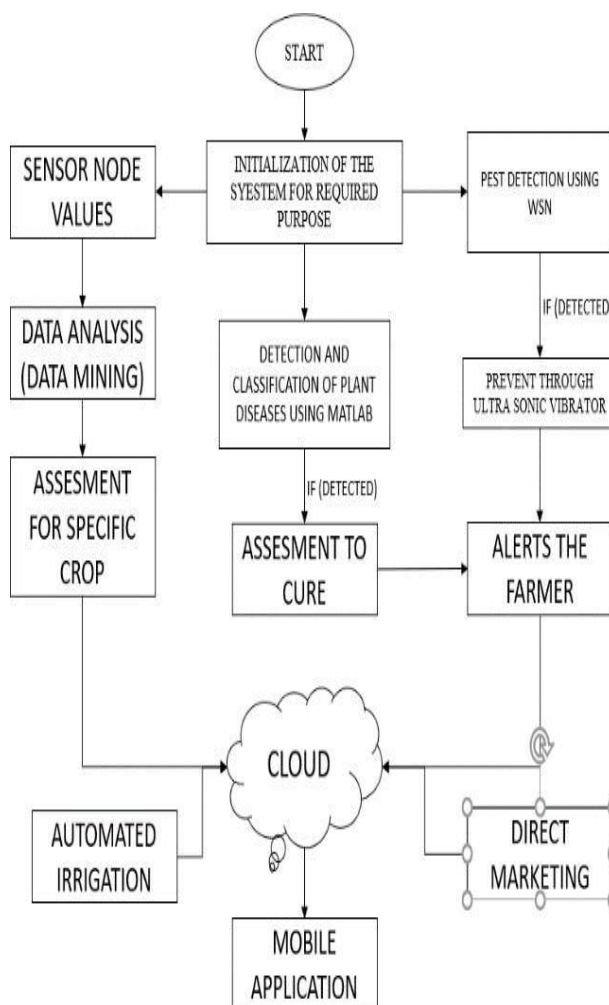 START
INITIALIZATION OF THE
SYESTEM FOR REQUIRED
PURPOSE
SENSOR NODE
VALUES
PEST DETECTION USING
WSN
DATA ANALYSIS
(DATA MINING)
DETECTION AND
CLASSIFICATION OF PLANT
DISEASES USING MATLAB
IF (DETECTED)
PREVENT THROUGH
ULTRA SONIC VIBRATOR
ASSESMENT
FOR SPECIFIC
CROP
IF (DETECTED)
ASSESMENT TO
CURE
ALERTS THE
FARMER
CLOUD
AUTOMATED
IRRIGATION
DIRECT
MARKETING
MOBILE
APPLICATION